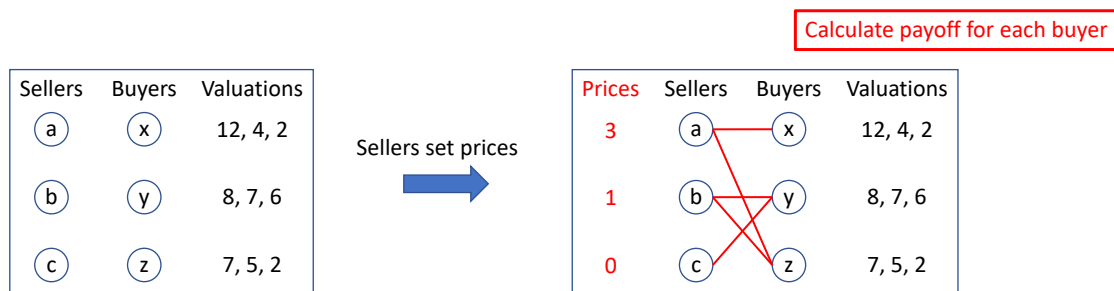 Calculate payoff for each buyer
Sellers Buyers Valuations
a x 12, 4, 2
b y 8, 7, 6
c z 7, 5, 2
Sellers set prices
Prices Sellers Buyers Valuations
3 a x 12, 4, 2
1 b y 8, 7, 6
0 c z 7, 5, 2